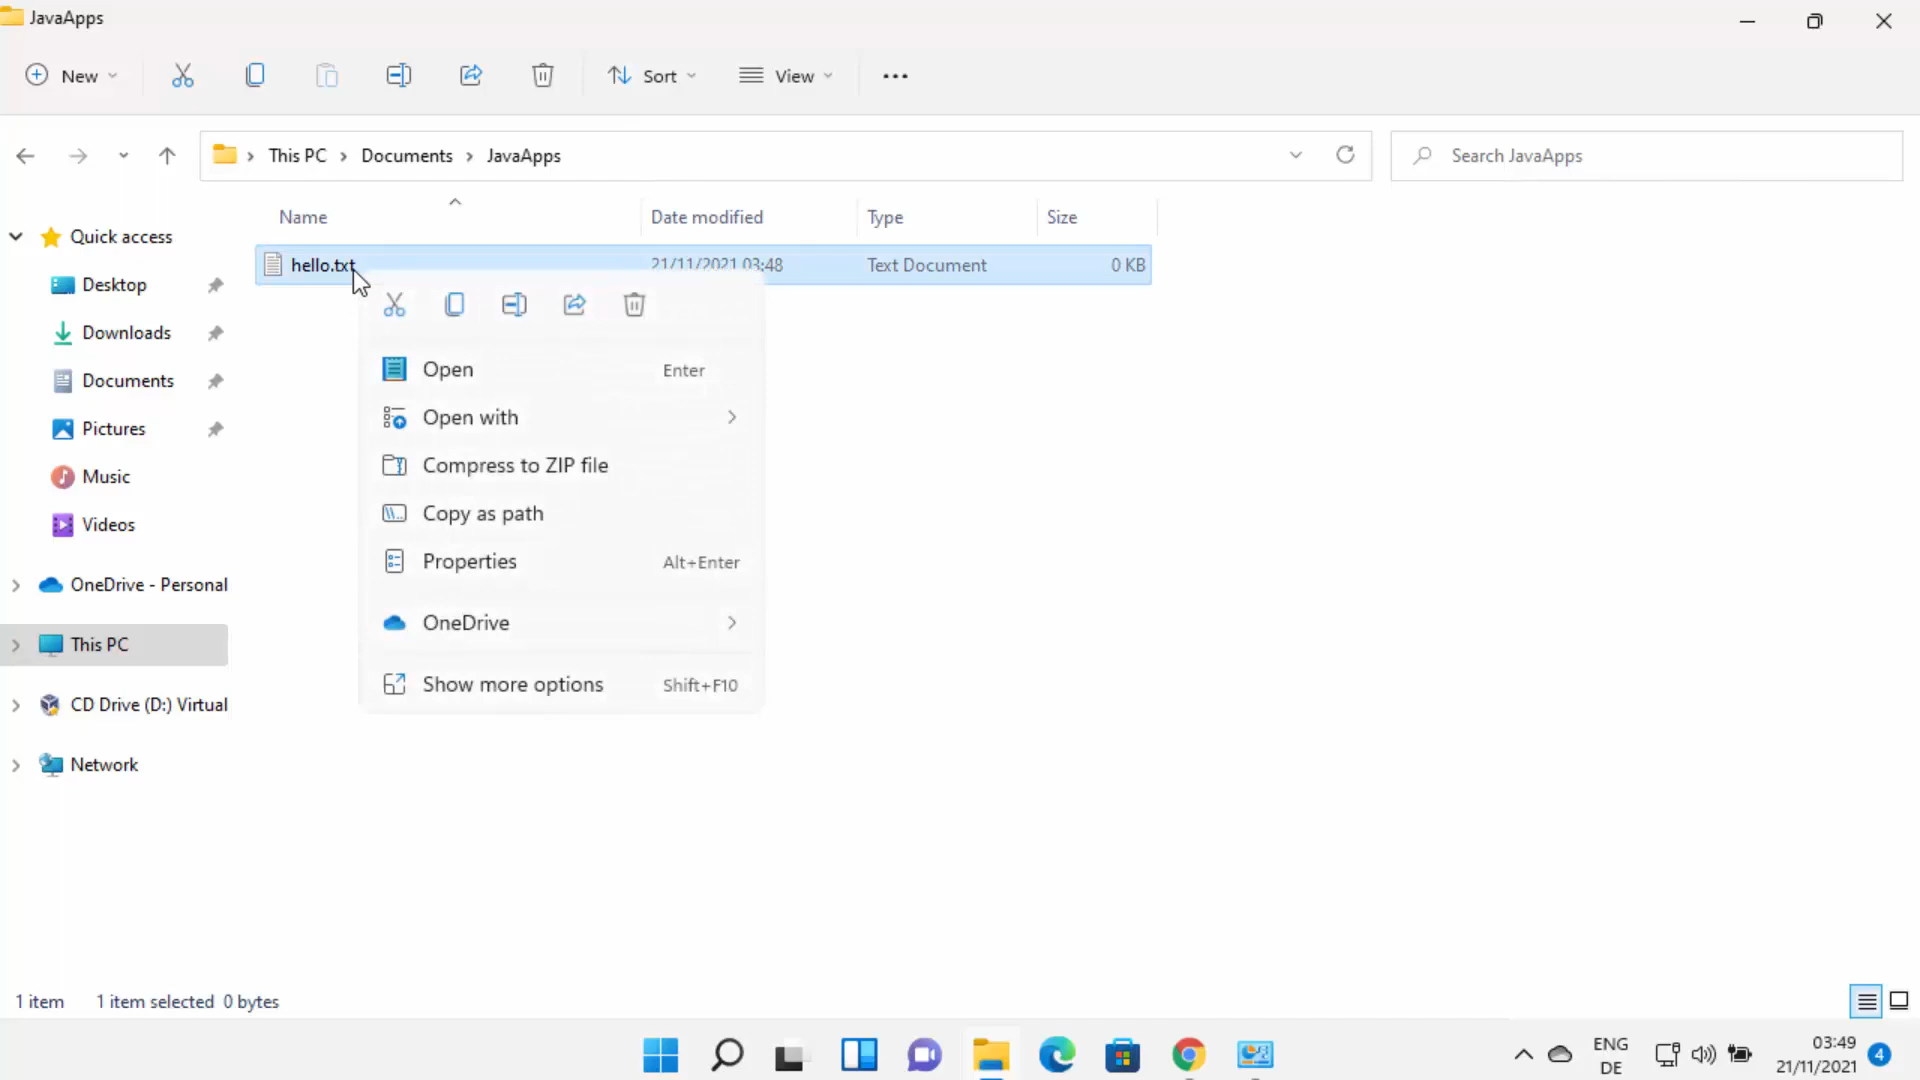 JavaApps
New
Sort
View
This PC
Documents
JavaApps
Search JavaApps
Name
Date modified
Type
Size
Quick access
hello.txt
21/11/2021 03:48
Text Document
0 KB
Desktop
Downloads
Documents
Pictures
Music
Videos
OneDrive - Personal
This PC
CD Drive (D:) Virtual
Network
Open
Enter
Open with
Compress to ZIP file
Copy as path
Properties
Alt+Enter
OneDrive
Show more options
Shift+F10
1 item
1 item selected 0 bytes
ENG
DE
03:49
21/11/2021
4